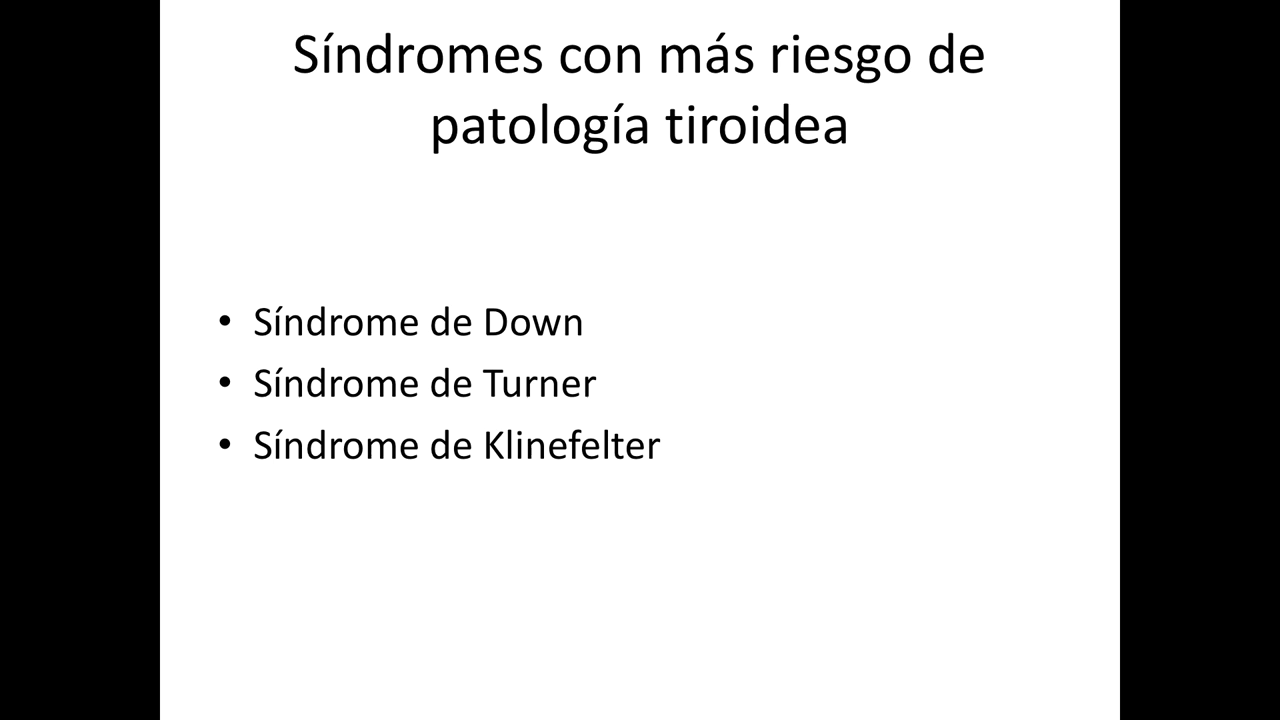 Síndromes con más riesgo de
patología tiroidea
• Síndrome de Down
• Síndrome de Turner
• Síndrome de Klinefelter